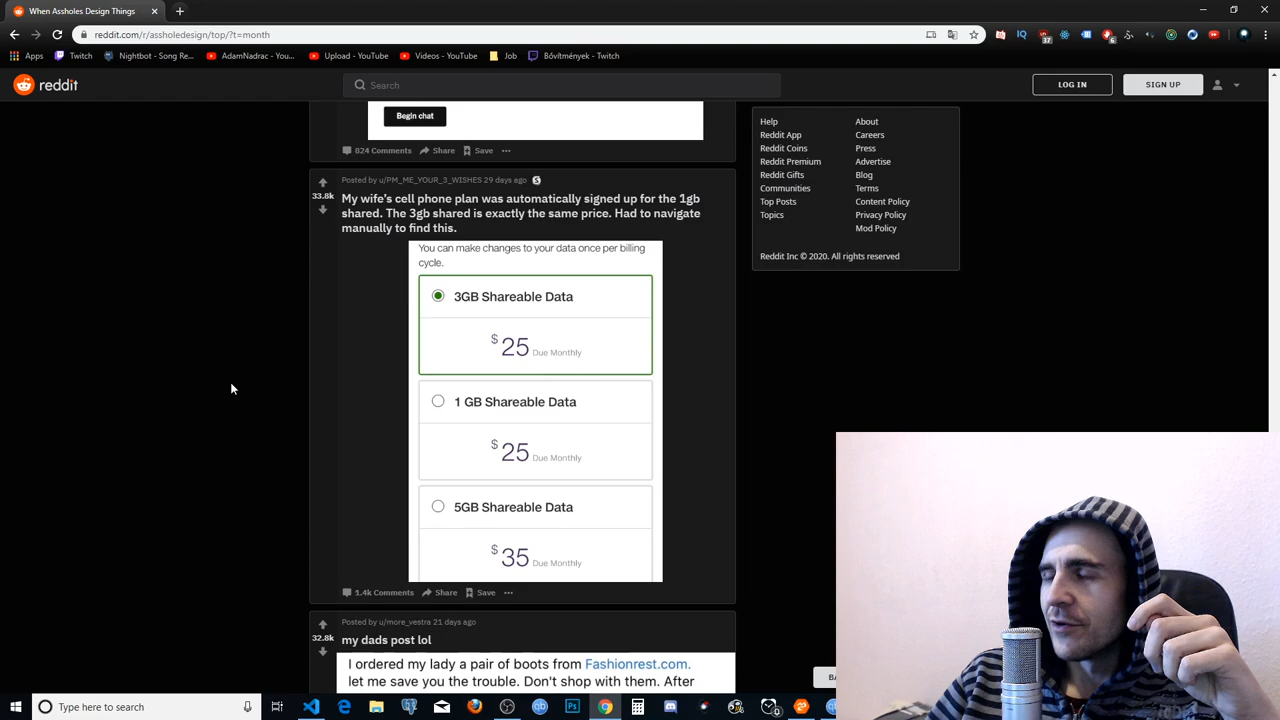 When Assholes Design Things
reddit.com/r/assholedesign/top/?t=month
Apps
Twitch
Nightbot - Song Re...
AdamNadrac - You...
Upload - YouTube
Videos - YouTube
Job
Bővítmények - Twitch
37
6
reddit
Search
LOG IN
SIGN UP
Begin chat
824 Comments
Share
Save
Help
About
Reddit App
Careers
Reddit Coins
Press
Reddit Premium
Advertise
Reddit Gifts
Blog
Communities
Terms
Top Posts
Content Policy
Topics
Privacy Policy
Mod Policy
Reddit Inc © 2020. All rights reserved
Posted by u/PM_ME_YOUR_3_WISHES 29 days ago
33.8k
My wife's cell phone plan was automatically signed up for the 1gb
shared. The 3gb shared is exactly the same price. Had to navigate
manually to find this.
You can make changes to your data once per billing
cycle.
3GB Shareable Data
$25 Due Monthly
1 GB Shareable Data
$25 Due Monthly
5GB Shareable Data
$35 Due Monthly
1.4k Comments
Share
Save
Posted by u/more_vestra 21 days ago
32.8k
my dads post lol
I ordered my lady a pair of boots from Fashionrest.com.
let me save you the trouble. Don't shop with them. After
Type here to search